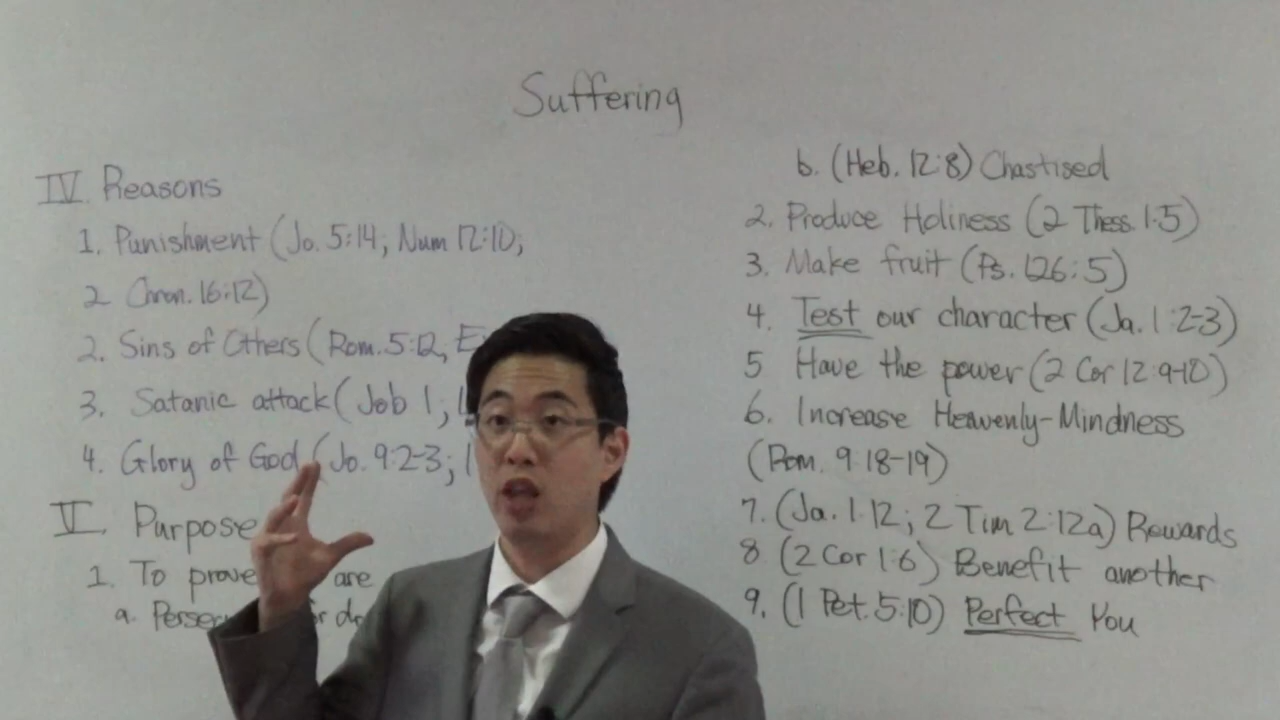 Suffering
IV. Reasons
1. Punishment (Jo. 5:14; Num 12:10;
2 Chron. 16:12)
2. Sins of Others (Rom. 5:12,
3. Satanic attack (Job 1;
4. Glory of God (Jo. 9:2-3;
V. Purpose
1. To prove are
a.
b. (Heb. 12:8) Chastised
2. Produce Holiness (2 Thess. 1:5)
3. Make fruit (Ps. 126:5)
4. Test our character (Ja. 1:2-3)
5 Have the power (2 Cor 12:9-10)
6. Increase Heavenly-Mindness
(Rom. 9:18-19)
7. (Ja. 1:12; 2 Tim 2:12a) Rewards
8 (2 Cor 1:6) Benefit another
9. (1 Pet. 5:10) Perfect You